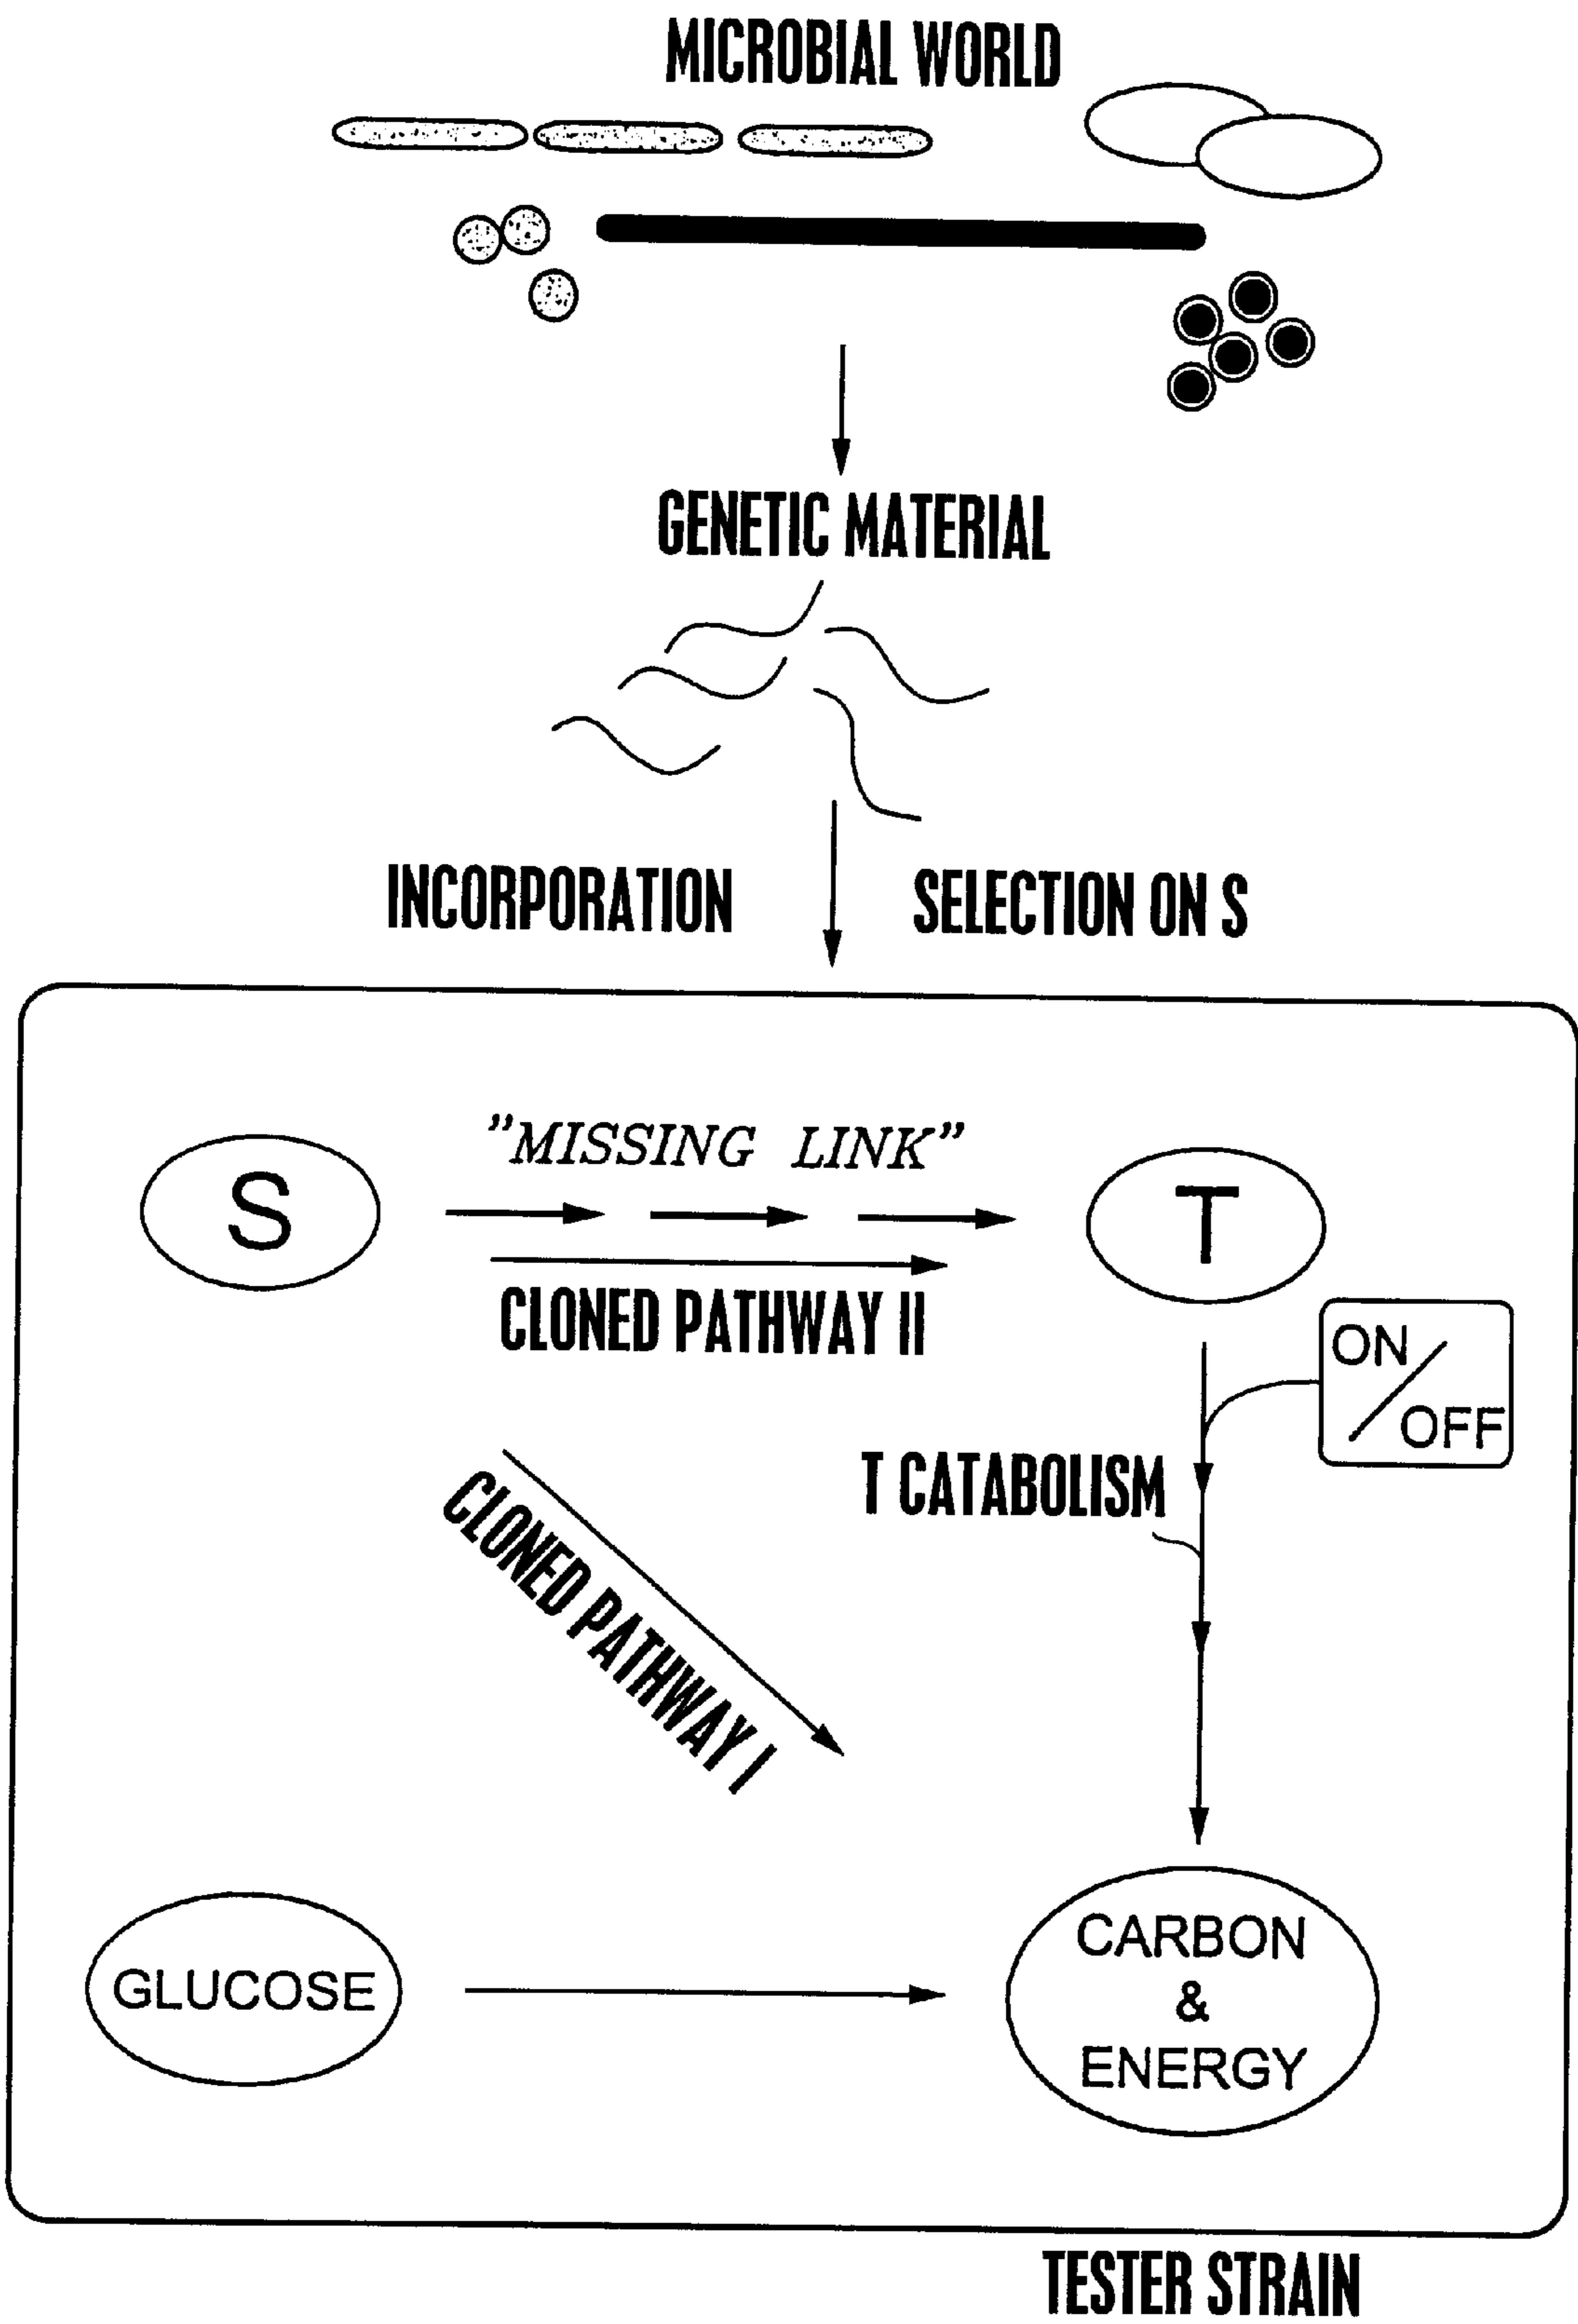 MICROBIAL WORLD
GENETIC MATERIAL
INCORPORATION
SELECTION ON S
"MISSING LINK"
S
T
CLONED PATHWAY II
ON/OFF
T CATABOLISM
CLONED PATHWAY I
GLUCOSE
CARBON
&
ENERGY
TESTER STRAIN